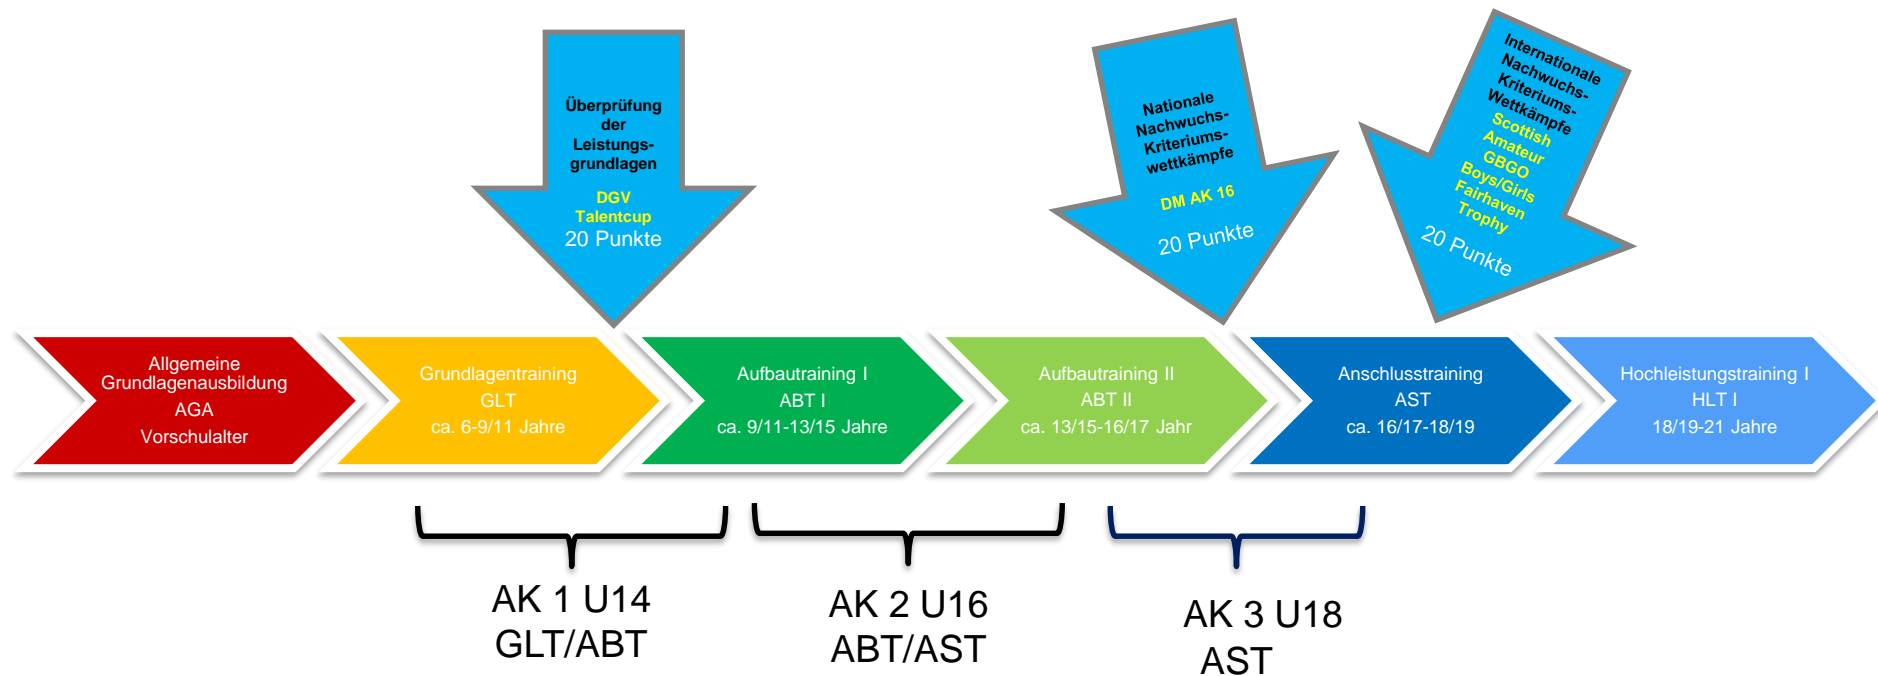 Überprüfung
der
Leistungs-
grundlagen
DGV
Talentcup
20 Punkte
Nationale
Nachwuchs-
Kriteriums-
wettkämpfe
DM AK 16
20 Punkte
Internationale
Nachwuchs-
Kriteriums-
Wettkämpfe
Scottish
Amateur
GBGO
Boys/Girls
Fairhaven
Trophy
20 Punkte
Allgemeine
Grundlagenausbildung
AGA
Vorschulalter
Grundlagentraining
GLT
ca. 6-9/11 Jahre
Aufbautraining I
ABT I
ca. 9/11-13/15 Jahre
Aufbautraining II
ABT II
ca. 13/15-16/17 Jahr
Anschlusstraining
AST
ca. 16/17-18/19
Hochleistungstraining I
HLT I
18/19-21 Jahre
AK 1 U14
GLT/ABT
AK 2 U16
ABT/AST
AK 3 U18
AST